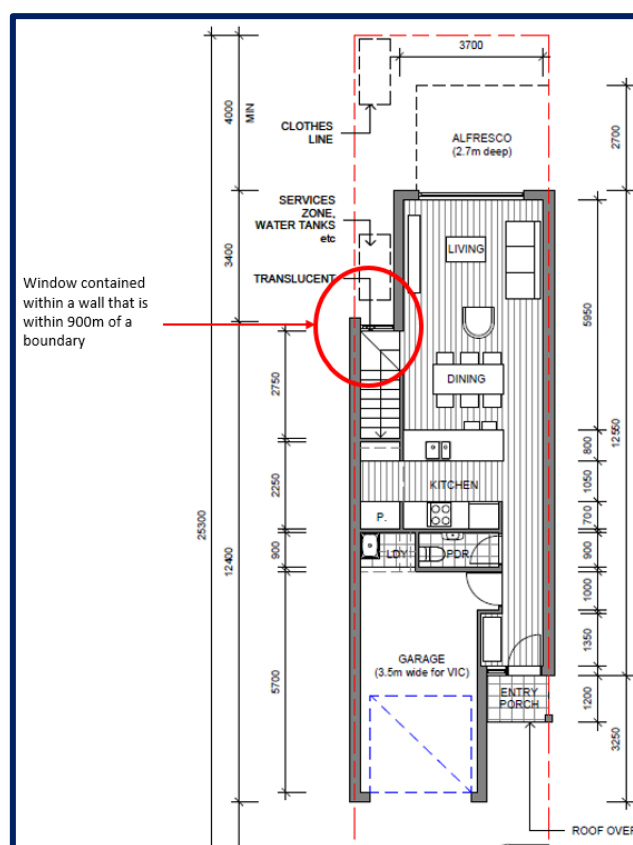 3700
4000
MIN
CLOTHES
LINE
ALFRESCO
(2.7m deep)
2700
SERVICES
ZONE,
WATER TANKS
etc
3400
LIVING
TRANSLUCENT
Window contained
within a wall that is
within 900m of a
boundary
5950
2750
DINING
12550
800
KITCHEN
1050
2250
P.
700
25300
12400
900
LDY
PDR.
900
1000
GARAGE
(3.5m wide for VIC)
1350
5700
ENTRY
PORCH
1200
3250
ROOF OVER